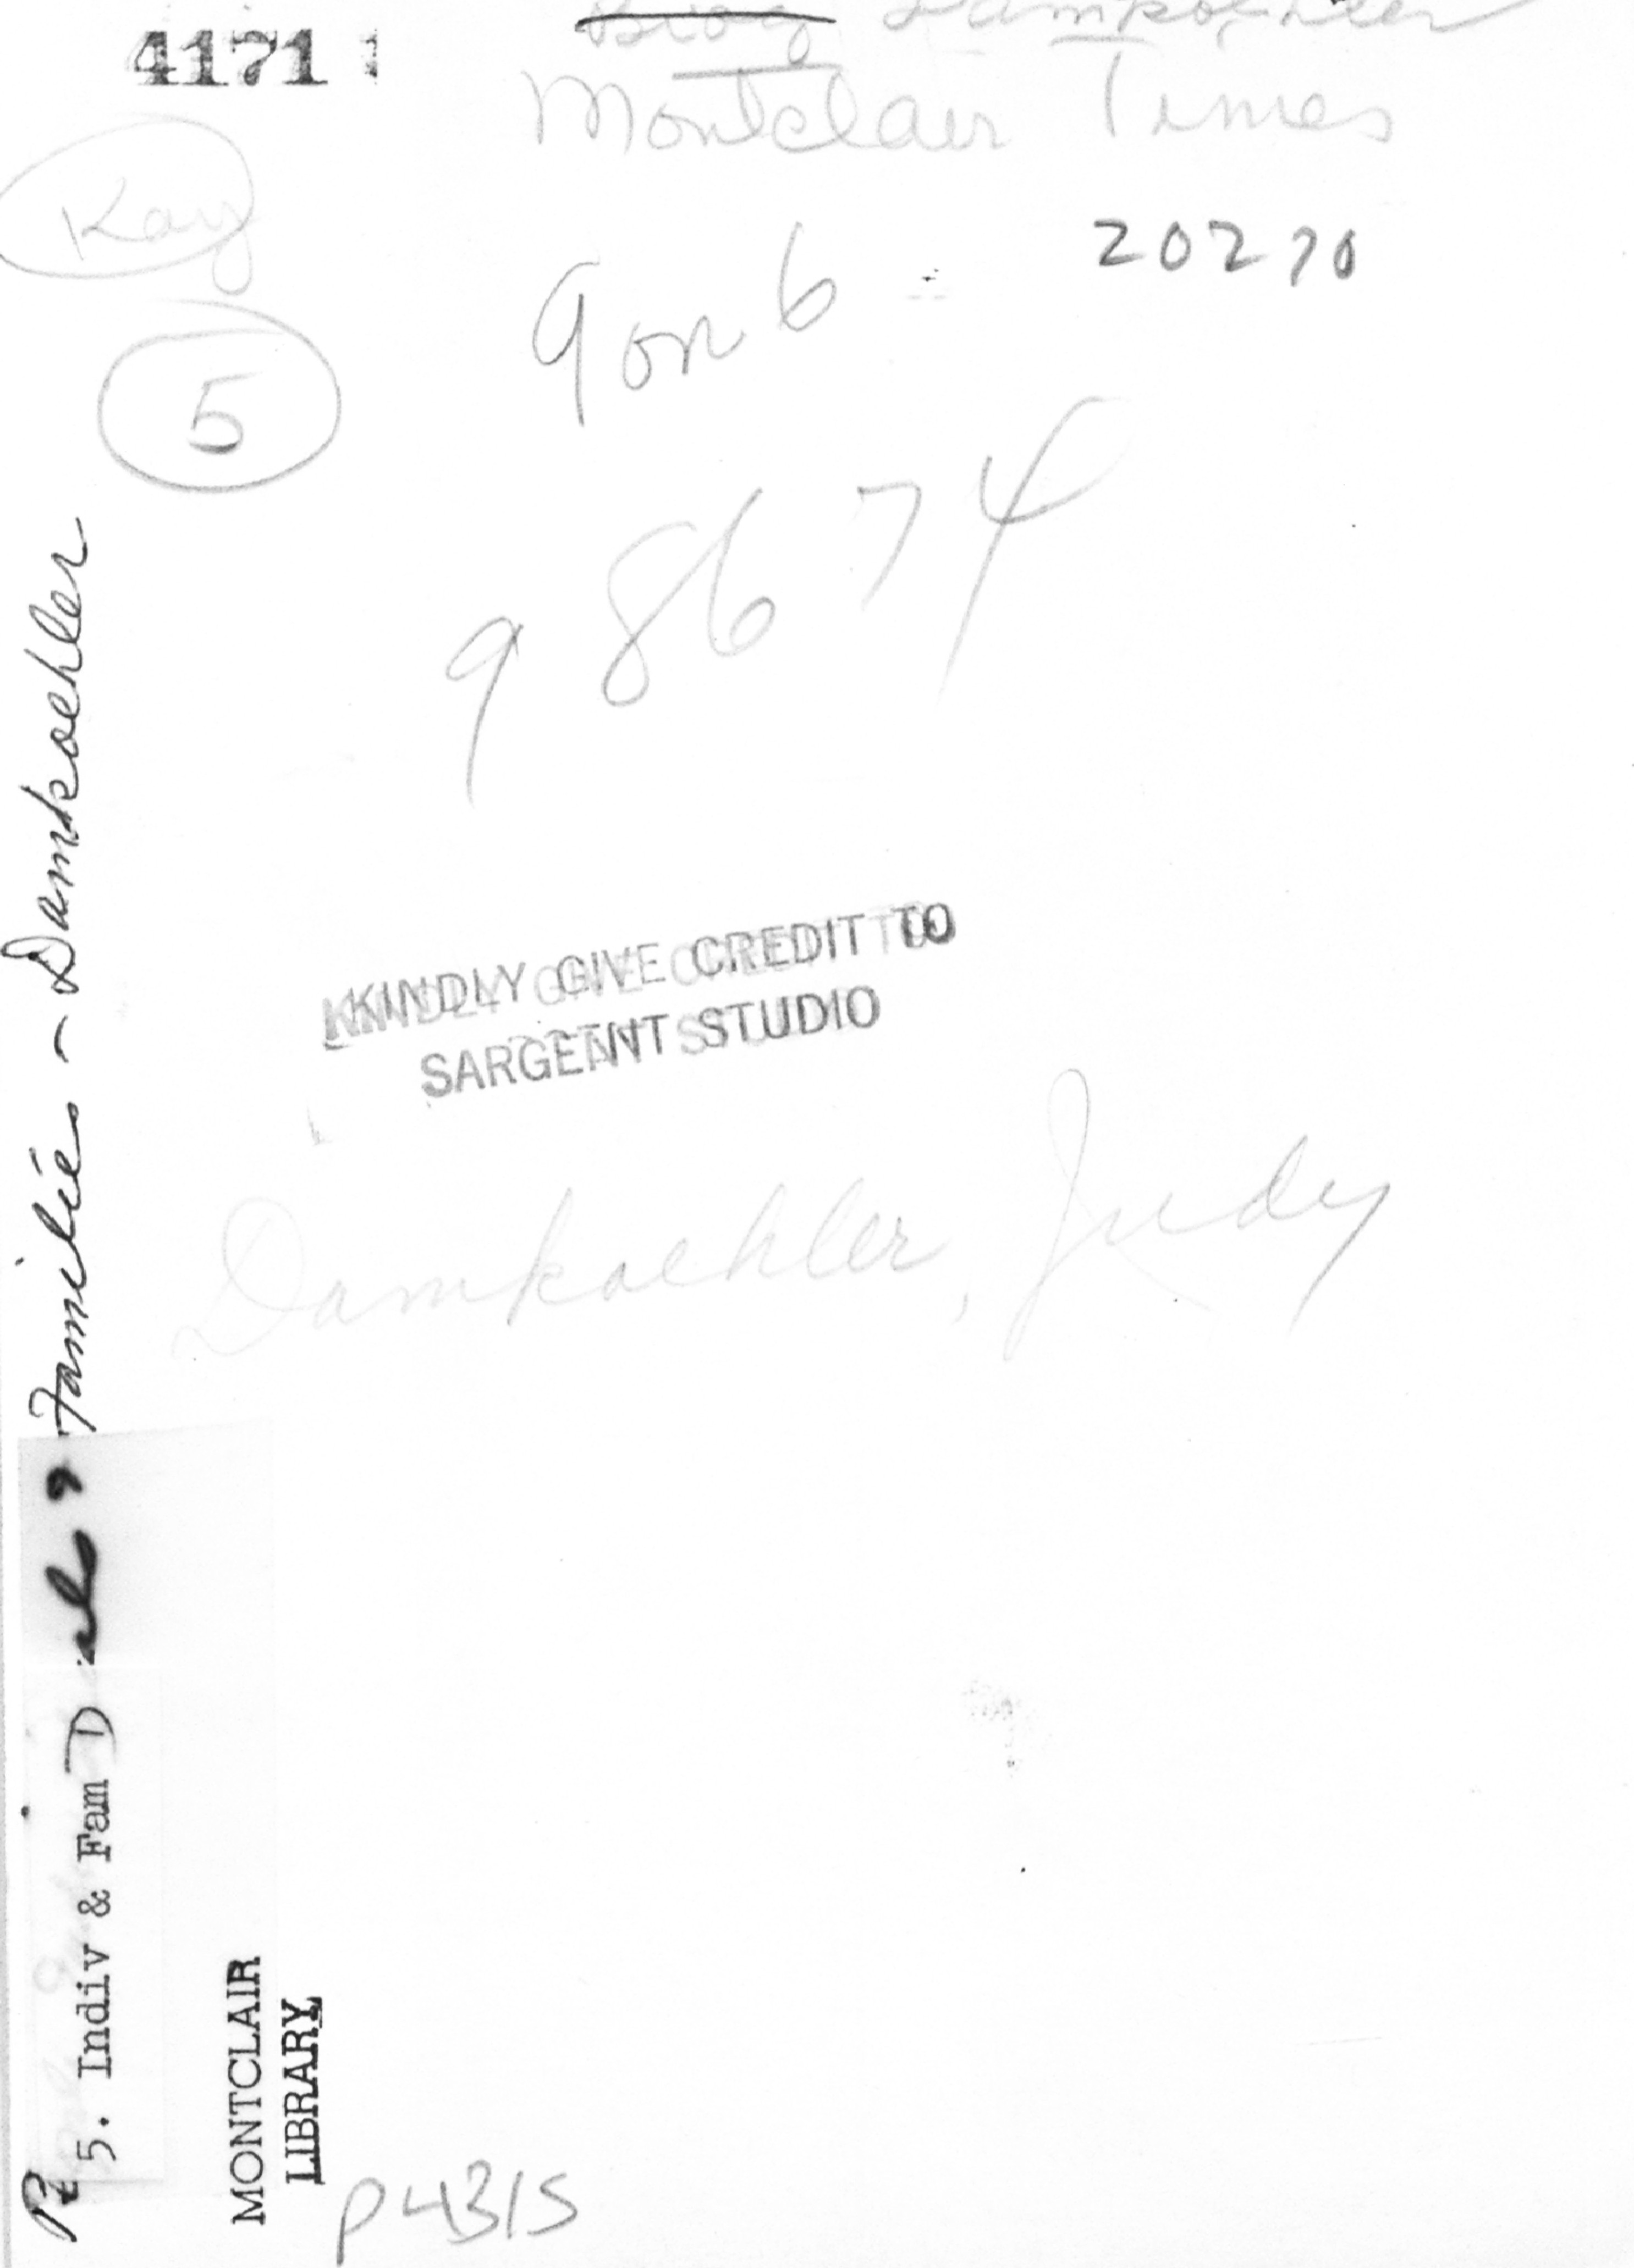 4171
Damkoehler
Montclair Times
Kay
20270
9 on 6
5
98674
KINDLY GIVE CREDIT TO
SARGENT STUDIO
Damkoehler, Judy
Families - Damkoehler
5. Indiv & Fam D
MONTCLAIR
LIBRARY
P4315